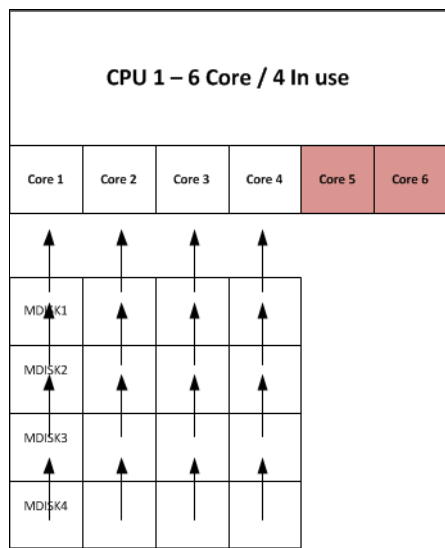 CPU 1 – 6 Core / 4 In use
Core 1 Core 2 Core 3 Core 4 Core 5 Core 6
MDISK1
MDISK2
MDISK3
MDISK4